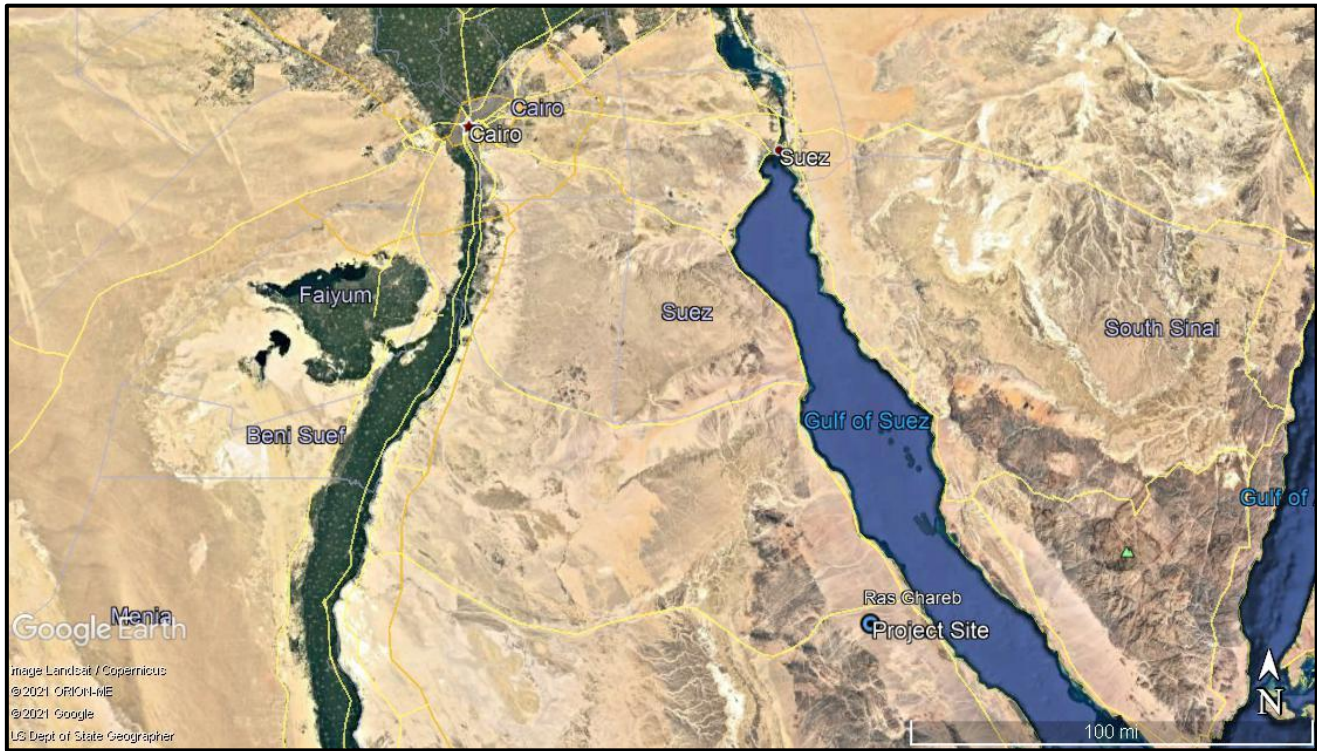 Cairo
Cairo
Suez
Faiyum
Suez
South Sinai
Gulf of Suez
Beni Suef
Gulf of
Ras Ghareb
Menia
Project Site
Google Earth
Image Landsat / Copernicus
© 2021 ORION-ME
© 2021 Google
US Dept of State Geographer
N
100 mi